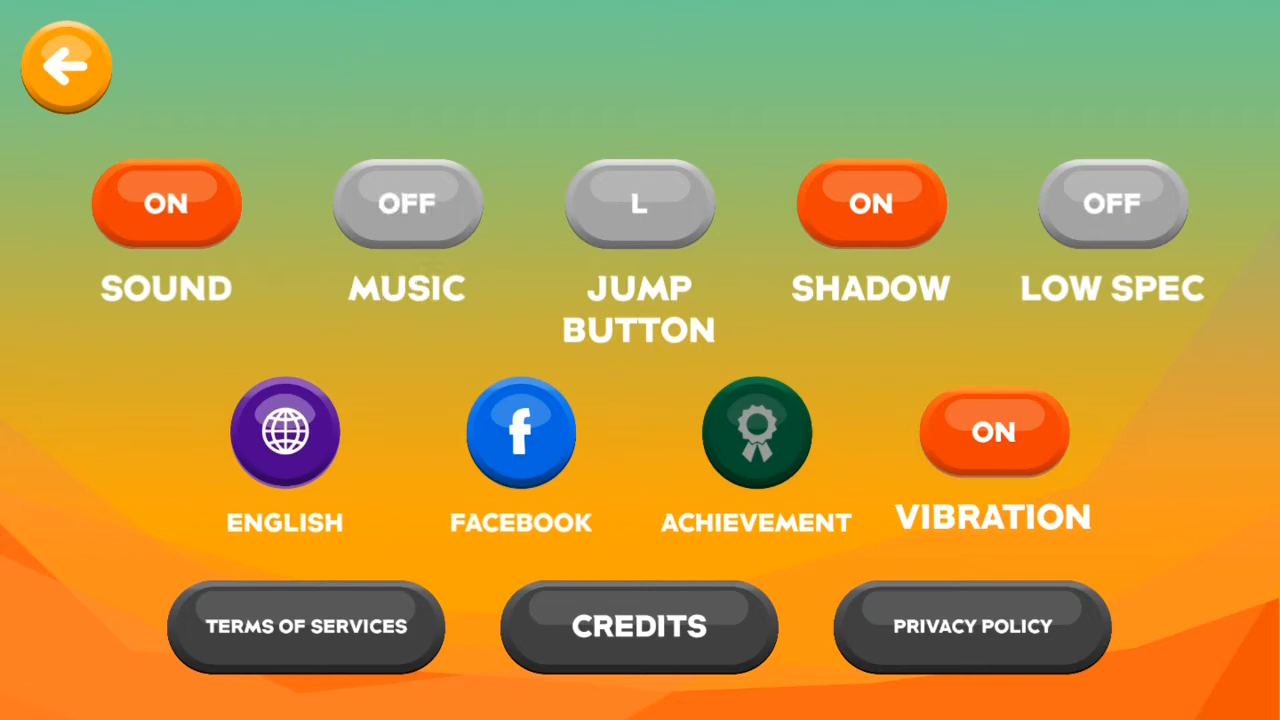 ON
OFF
L
ON
OFF
SOUND
MUSIC
JUMP
BUTTON
SHADOW
LOW SPEC
ON
ENGLISH
FACEBOOK
ACHIEVEMENT
VIBRATION
TERMS OF SERVICES
CREDITS
PRIVACY POLICY